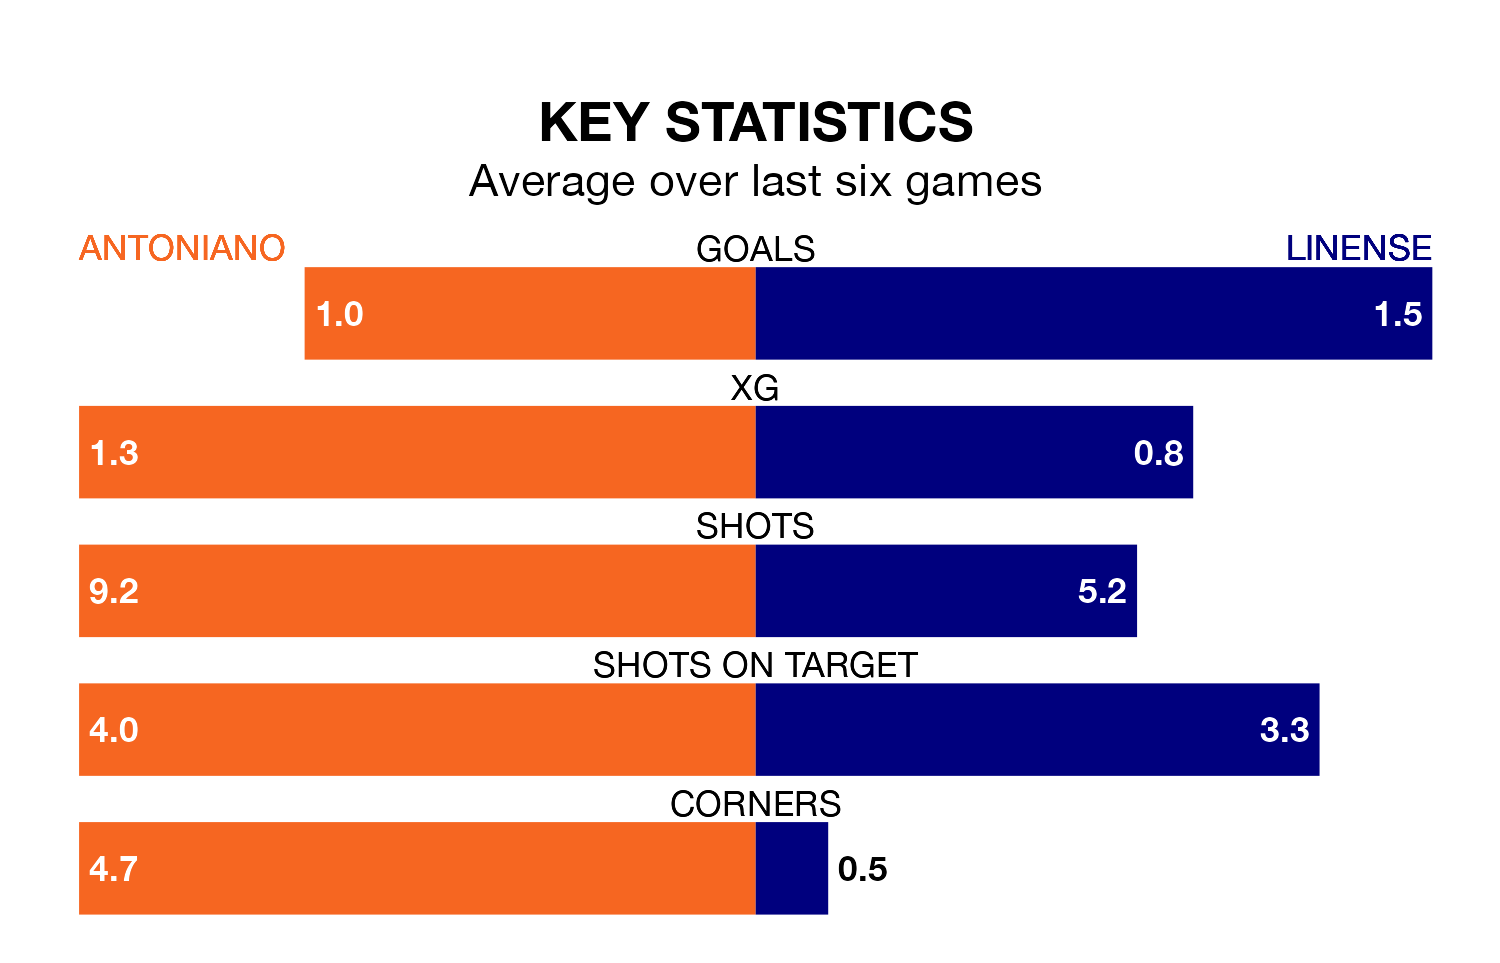 KEY STATISTICS
Average over last six games
ANTONIANO GOALS LINENSE
1.0 1.5
XG
1.3 0.8
SHOTS
9.2 5.2
SHOTS ON TARGET
4.0 3.3
CORNERS
4.7 0.5